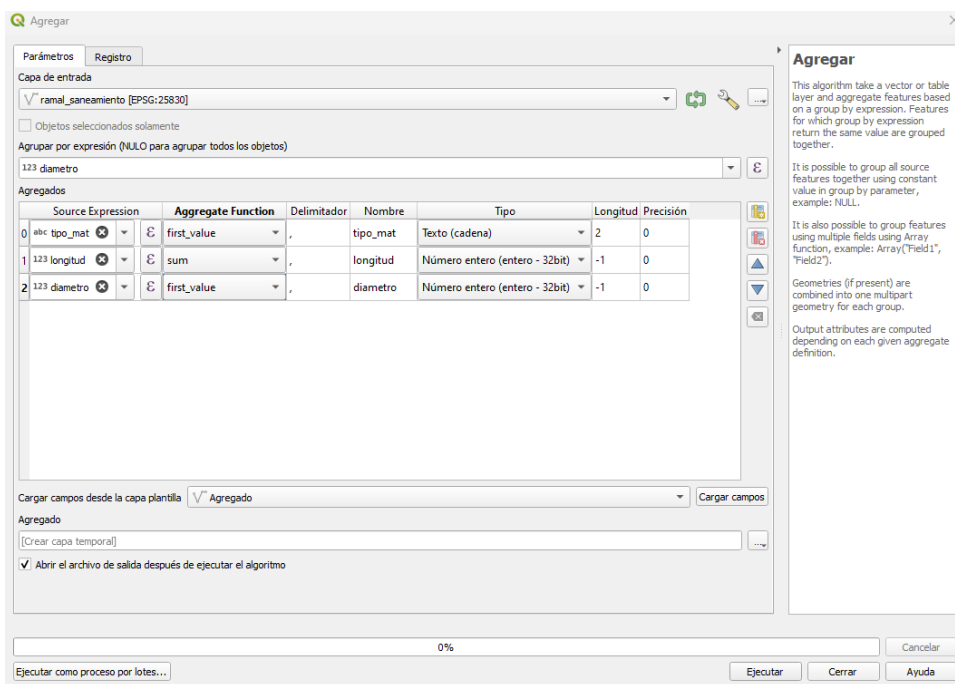 Agregar
Parámetros Registro
Capa de entrada
ramal_saneamiento [EPSG:25830]
Objetos seleccionados solamente
Agrupar por expresión (NULO para agrupar todos los objetos)
123 diametro ε
Agregados
Source Expression Aggregate Function Delimitador Nombre Tipo Longitud Precisión
0 abc tipo_mat ε first_value , tipo_mat Texto (cadena) 2 0
1 123 longitud ε sum , longitud Número entero (entero - 32bit) -1 0
2 123 diametro ε first_value , diametro Número entero (entero - 32bit) -1 0
Cargar campos desde la capa plantilla Agregado Cargar campos
Agregado
[Crear capa temporal]
Abrir el archivo de salida después de ejecutar el algoritmo
0% Cancelar
Ejecutar como proceso por lotes... Ejecutar Cerrar Ayuda
Agregar
This algorithm take a vector or table
layer and aggregate features based
on a group by expression. Features
for which group by expression
return the same value are grouped
together.
It is possible to group all source
features together using constant
value in group by parameter,
example: NULL.
It is also possible to group features
using multiple fields using Array
function, example: Array("Field1",
"Field2").
Geometries (if present) are
combined into one multipart
geometry for each group.
Output attributes are computed
depending on each given aggregate
definition.